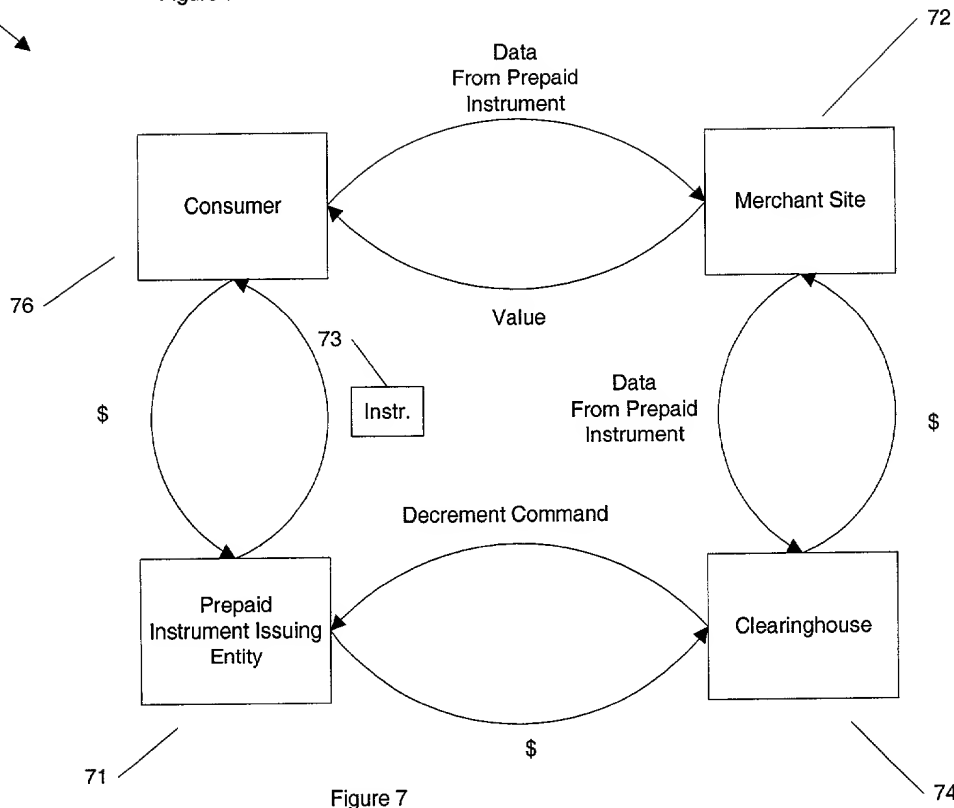 72
Data
From Prepaid
Instrument
Consumer
Merchant Site
76
Value
73
Instr.
$
Data
From Prepaid
Instrument
$
Decrement Command
Prepaid
Instrument Issuing
Entity
Clearinghouse
$
71
74
Figure 7